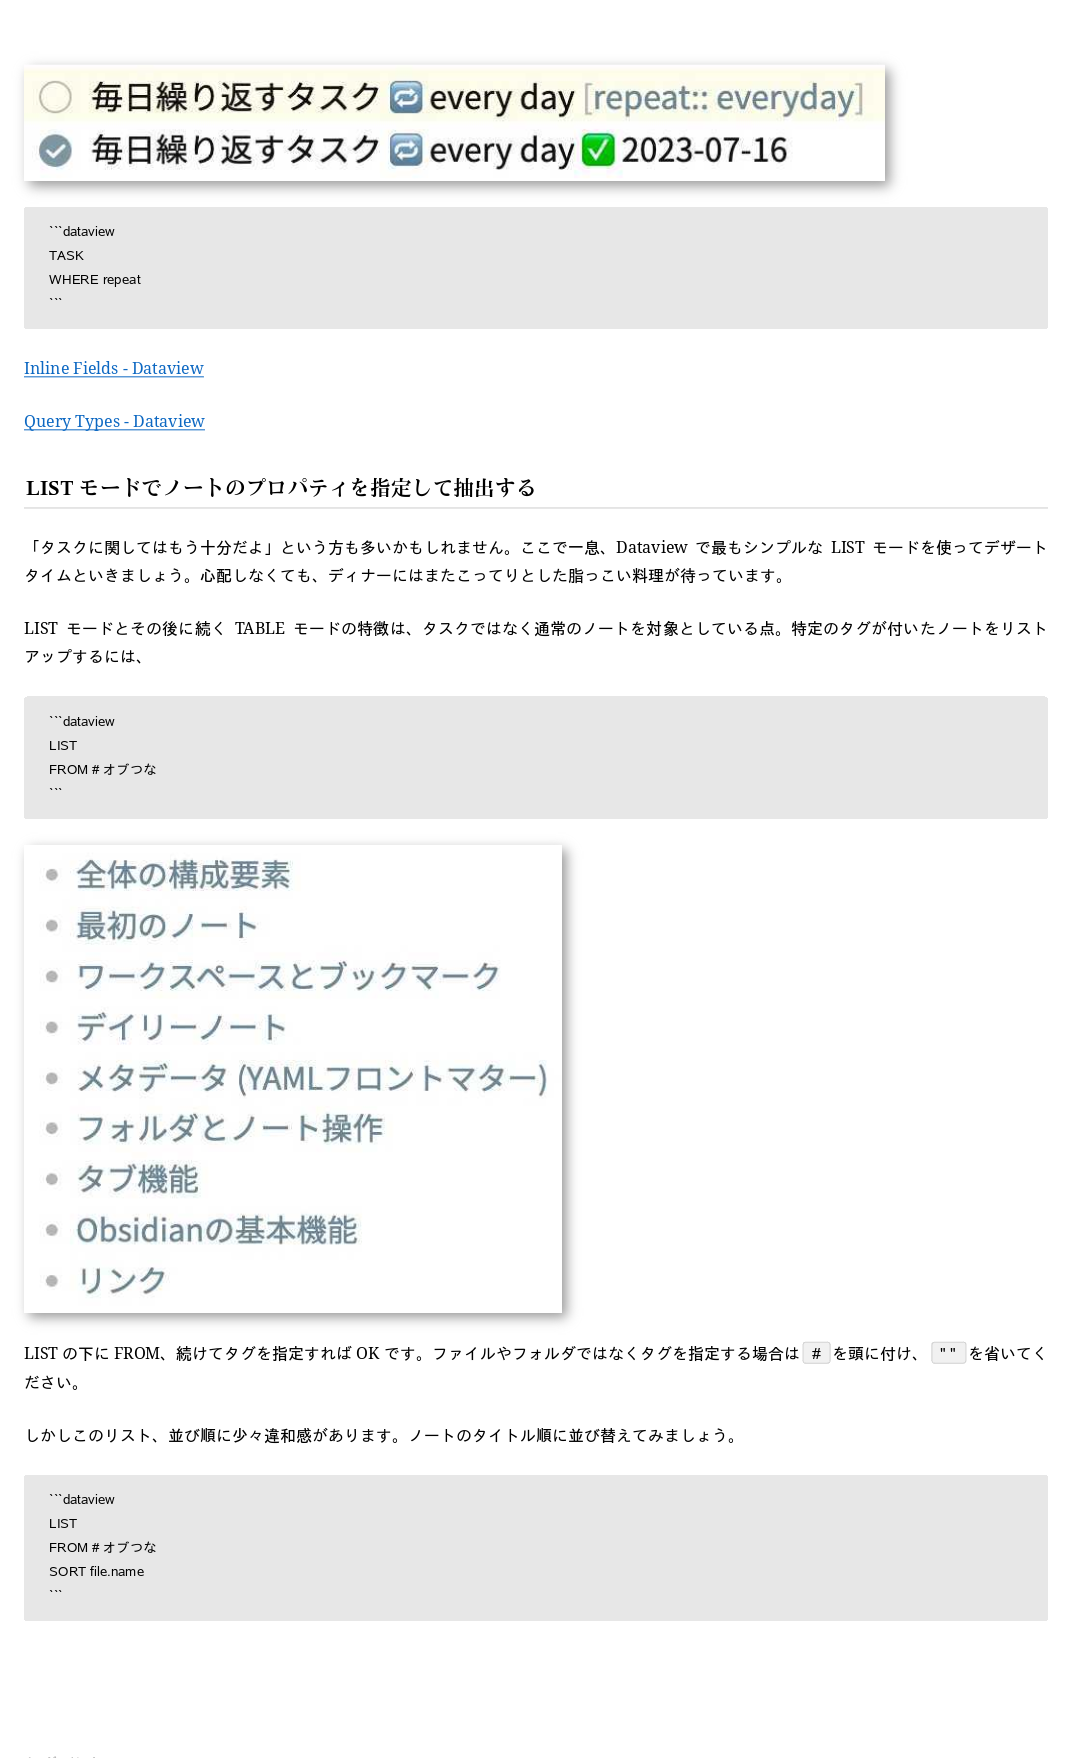 毎日繰り返すタスク 🔁 every day [repeat:: everyday]
毎日繰り返すタスク 🔁 every day ✅ 2023-07-16
```dataview
TASK
WHERE repeat
```
Inline Fields - Dataview
Query Types - Dataview
LIST モードでノートのプロパティを指定して抽出する
「タスクに関してはもう十分だよ」という方も多いかもしれません。ここで一息、Dataview で最もシンプルな LIST モードを使ってデザート
タイムといきましょう。心配しなくても、ディナーにはまたこってりとした脂っこい料理が待っています。
LIST モードとその後に続く TABLE モードの特徴は、タスクではなく通常のノートを対象としている点。特定のタグが付いたノートをリスト
アップするには、
```dataview
LIST
FROM # オブつな
```
全体の構成要素
最初のノート
ワークスペースとブックマーク
デイリーノート
メタデータ (YAMLフロントマター)
フォルダとノート操作
タブ機能
Obsidianの基本機能
リンク
LIST の下に FROM、続けてタグを指定すれば OK です。ファイルやフォルダではなくタグを指定する場合は # を頭に付け、 "" を省いてく
ださい。
しかしこのリスト、並び順に少々違和感があります。ノートのタイトル順に並び替えてみましょう。
```dataview
LIST
FROM # オブつな
SORT file.name
```